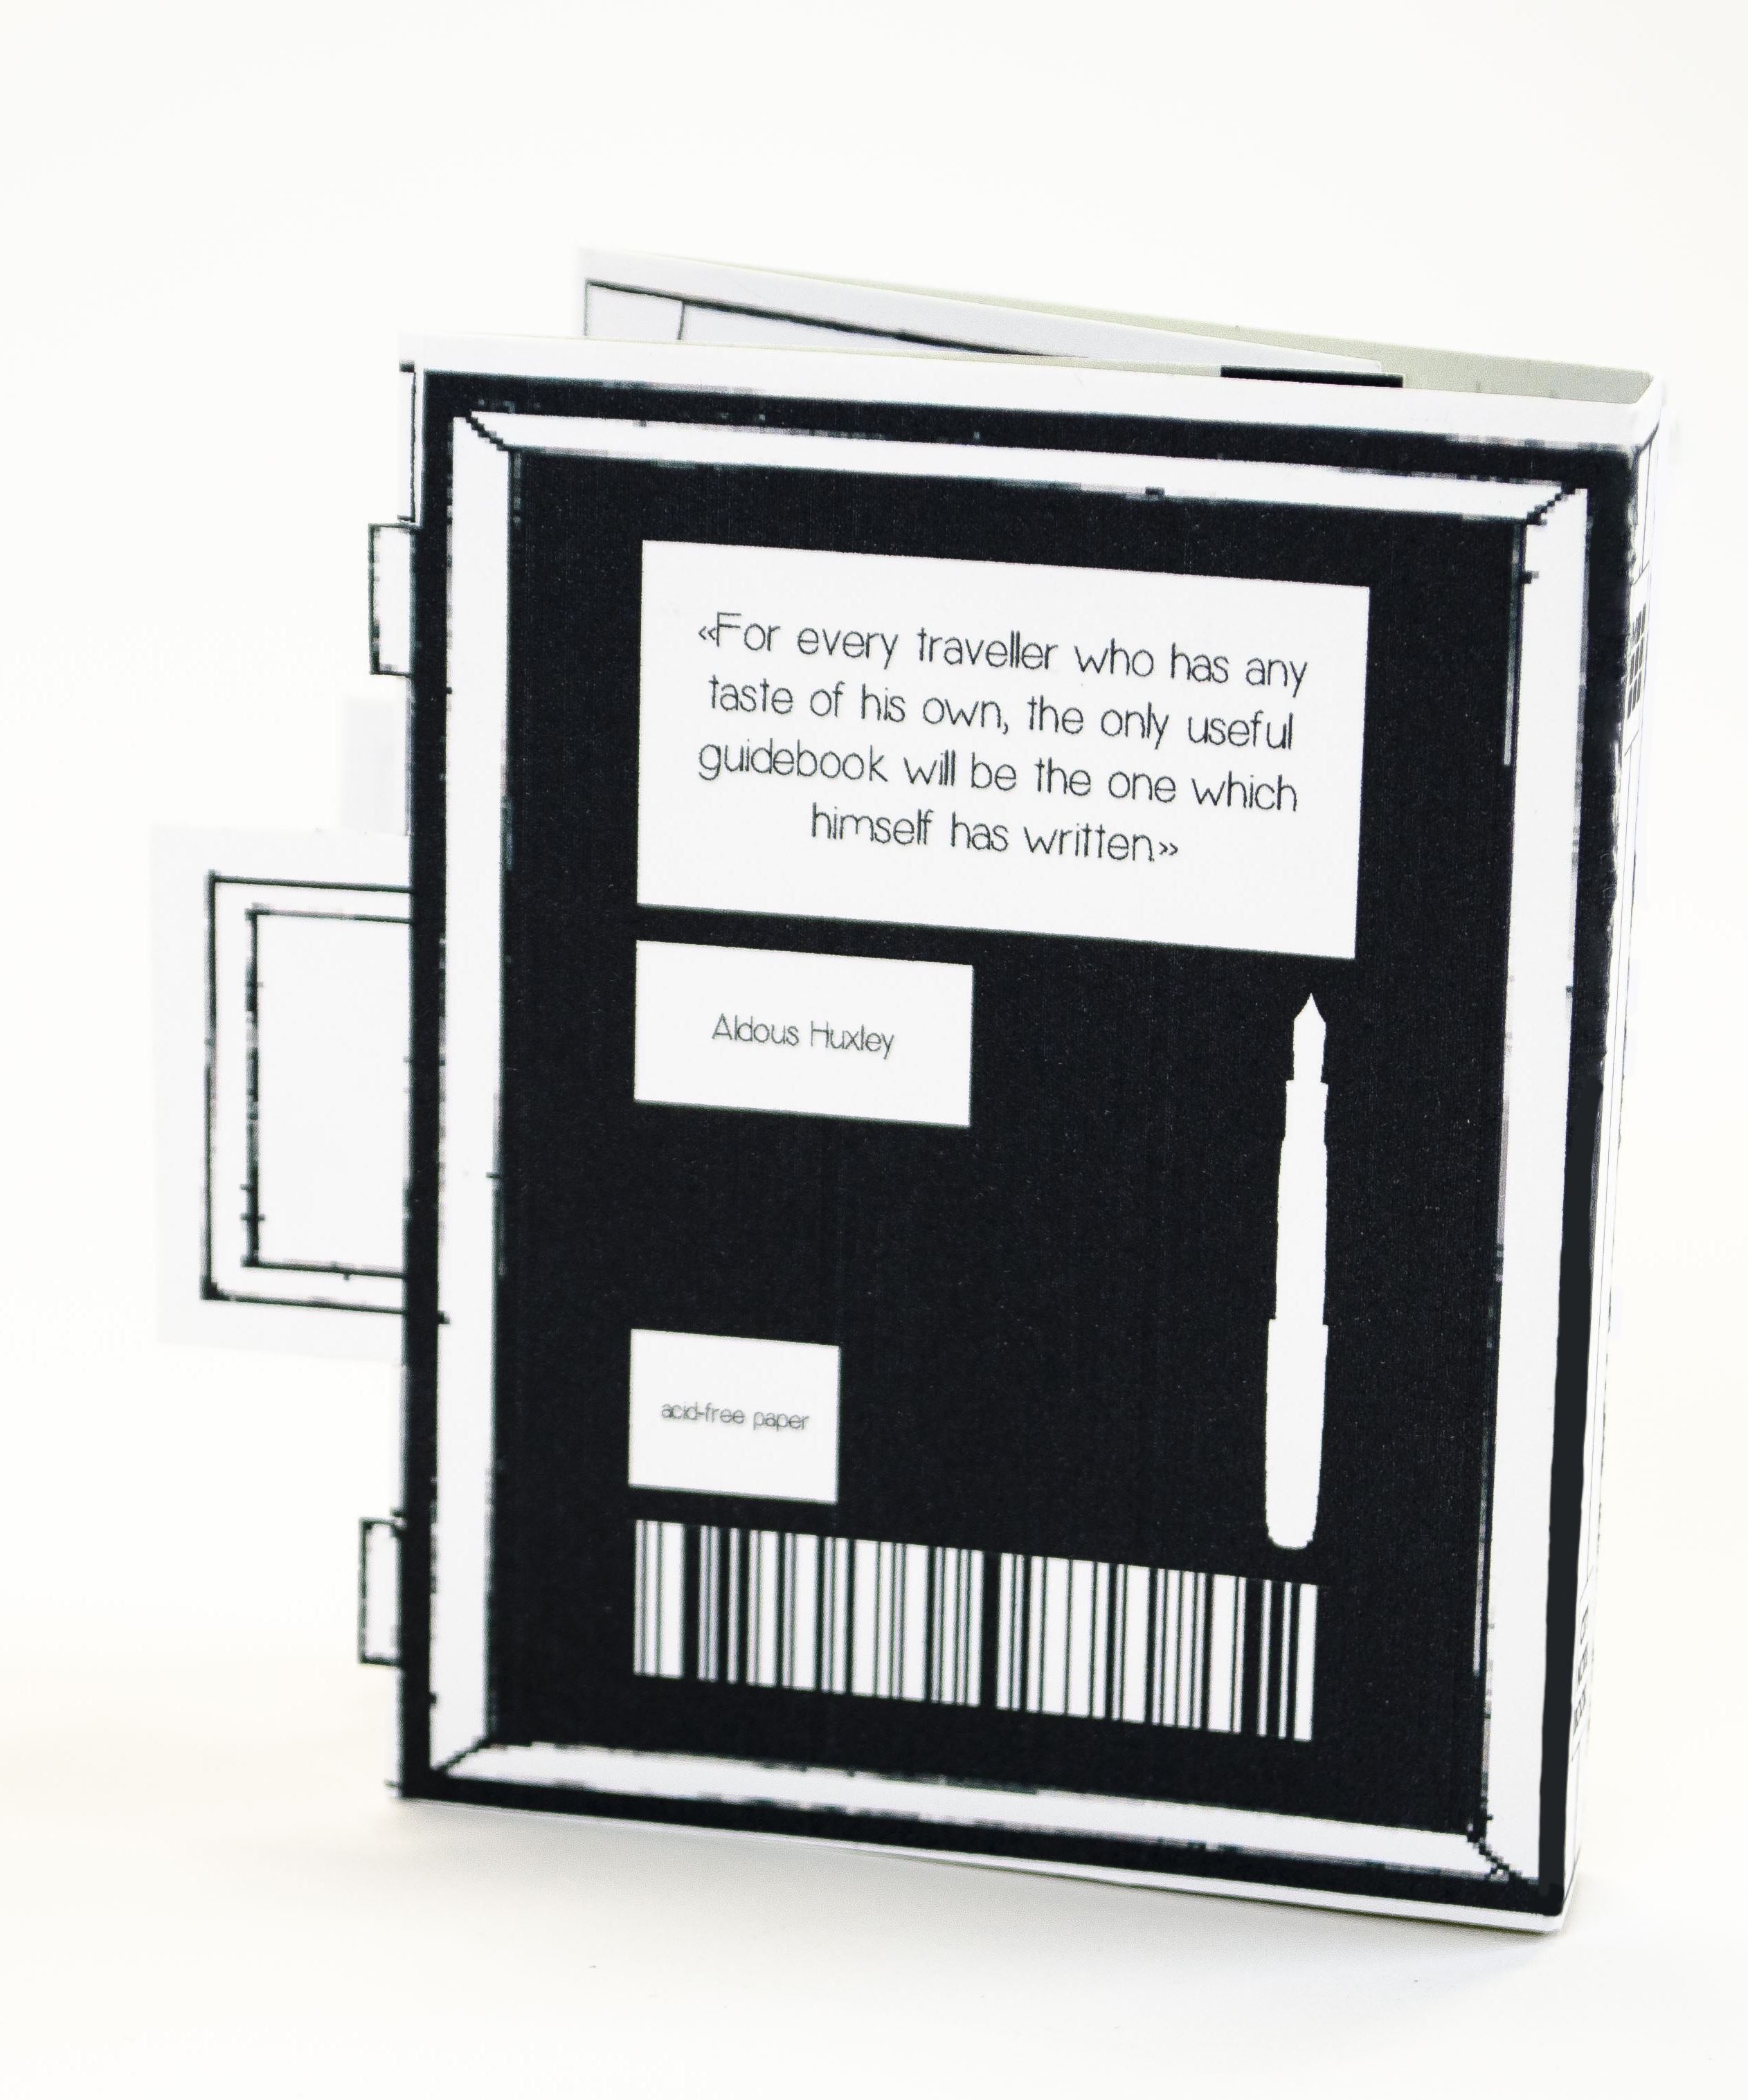 «For every traveller who has any
taste of his own, the only useful
guidebook will be the one which
himself has written»
Aldous Huxley
acid-free paper